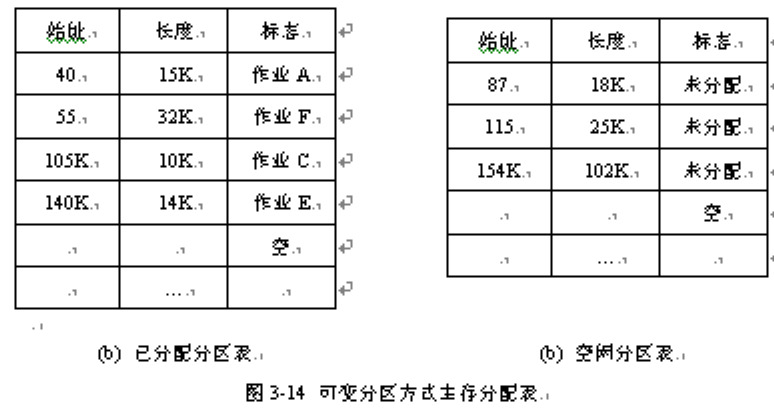 始址 长度 标志
40 15K 作业 A
55 32K 作业 F
105K 10K 作业 C
140K 14K 作业 E
空
…
(b) 已分配分区表
始址 长度 标志
87 18K 未分配
115 25K 未分配
154K 102K 未分配
空
…
(b) 空闲分区表
图 3-14 可变分区方式主存分配表